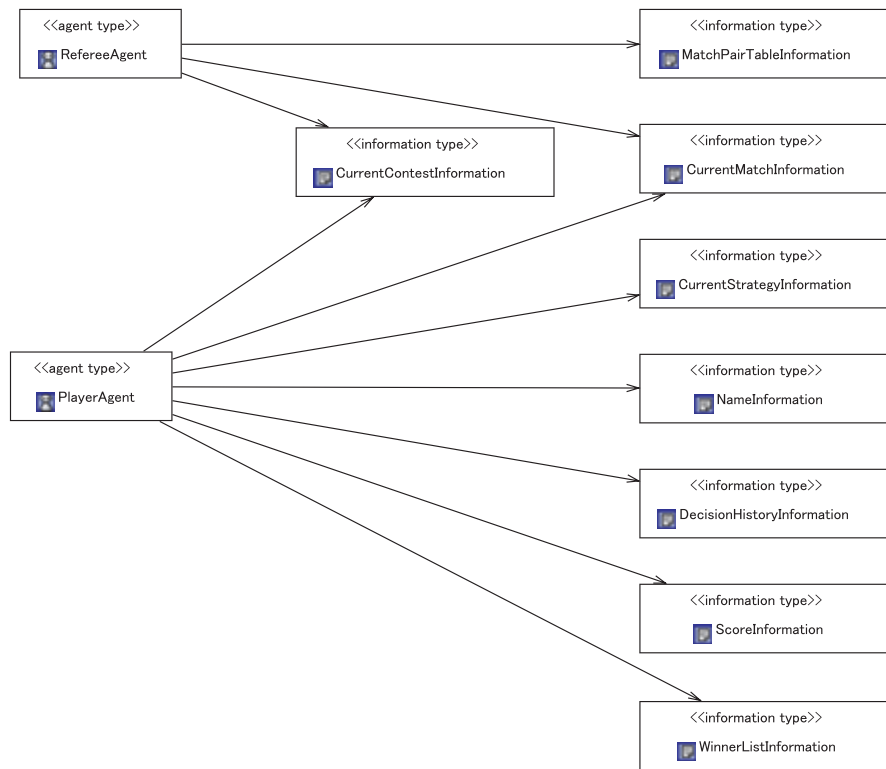 <<agent type>>
RefereeAgent
<<information type>>
MatchPairTableInformation
<<information type>>
CurrentContestInformation
<<information type>>
CurrentMatchInformation
<<information type>>
CurrentStrategyInformation
<<agent type>>
PlayerAgent
<<information type>>
NameInformation
<<information type>>
DecisionHistoryInformation
<<information type>>
ScoreInformation
<<information type>>
WinnerListInformation